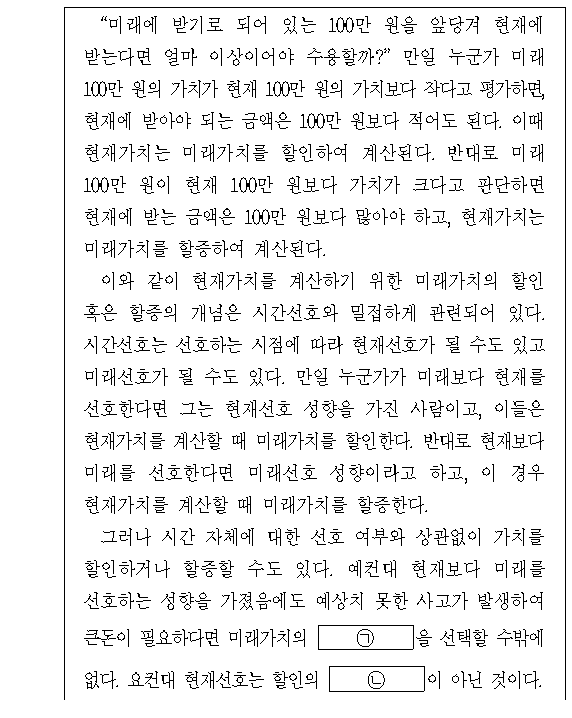 “미래에 받기로 되어 있는 100만 원을 앞당겨 현재에
받는다면 얼마 이상이어야 수용할까?” 만일 누군가 미래
100만 원의 가치가 현재 100만 원의 가치보다 작다고 평가하면,
현재에 받아야 되는 금액은 100만 원보다 적어도 된다. 이때
현재가치는 미래가치를 할인하여 계산된다. 반대로 미래
100만 원이 현재 100만 원보다 가치가 크다고 판단하면
현재에 받는 금액은 100만 원보다 많아야 하고, 현재가치는
미래가치를 할증하여 계산된다.
이와 같이 현재가치를 계산하기 위한 미래가치의 할인
혹은 할증의 개념은 시간선호와 밀접하게 관련되어 있다.
시간선호는 선호하는 시점에 따라 현재선호가 될 수도 있고
미래선호가 될 수도 있다. 만일 누군가가 미래보다 현재를
선호한다면 그는 현재선호 성향을 가진 사람이고, 이들은
현재가치를 계산할 때 미래가치를 할인한다. 반대로 현재보다
미래를 선호한다면 미래선호 성향이라고 하고, 이 경우
현재가치를 계산할 때 미래가치를 할증한다.
그러나 시간 자체에 대한 선호 여부와 상관없이 가치를
할인하거나 할증할 수도 있다. 예컨대 현재보다 미래를
선호하는 성향을 가졌음에도 예상치 못한 사고가 발생하여
큰돈이 필요하다면 미래가치의 ㉠ 을 선택할 수밖에
없다. 요컨대 현재선호는 할인의 ㉡ 이 아닌 것이다.